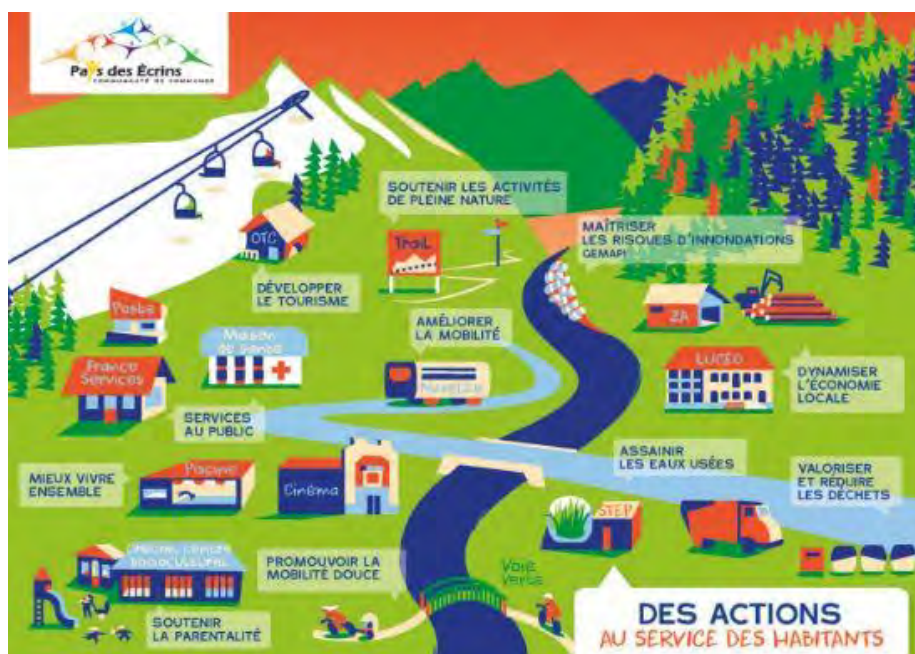 Pays des Écrins
COMMUNAUTÉ DE COMMUNES
SOUTENIR LES ACTIVITÉS
DE PLEINE NATURE
OTC
Trail
MAÎTRISER
LES RISQUES D'INNONDATIONS
GEMAPI
DÉVELOPPER
LE TOURISME
Poste
Maison
de Santé
AMÉLIORER
LA MOBILITÉ
ZA
France
Services
LUCÉO
DYNAMISER
L'ÉCONOMIE
LOCALE
SERVICES
AU PUBLIC
ASSAINIR
LES EAUX USÉES
MIEUX VIVRE
ENSEMBLE
Piscine
Cinéma
VALORISER
ET RÉDUIRE
LES DÉCHETS
STEP
PROMOUVOIR LA
MOBILITÉ DOUCE
Voie
Verte
SOUTENIR
LA PARENTALITÉ
DES ACTIONS
AU SERVICE DES HABITANTS